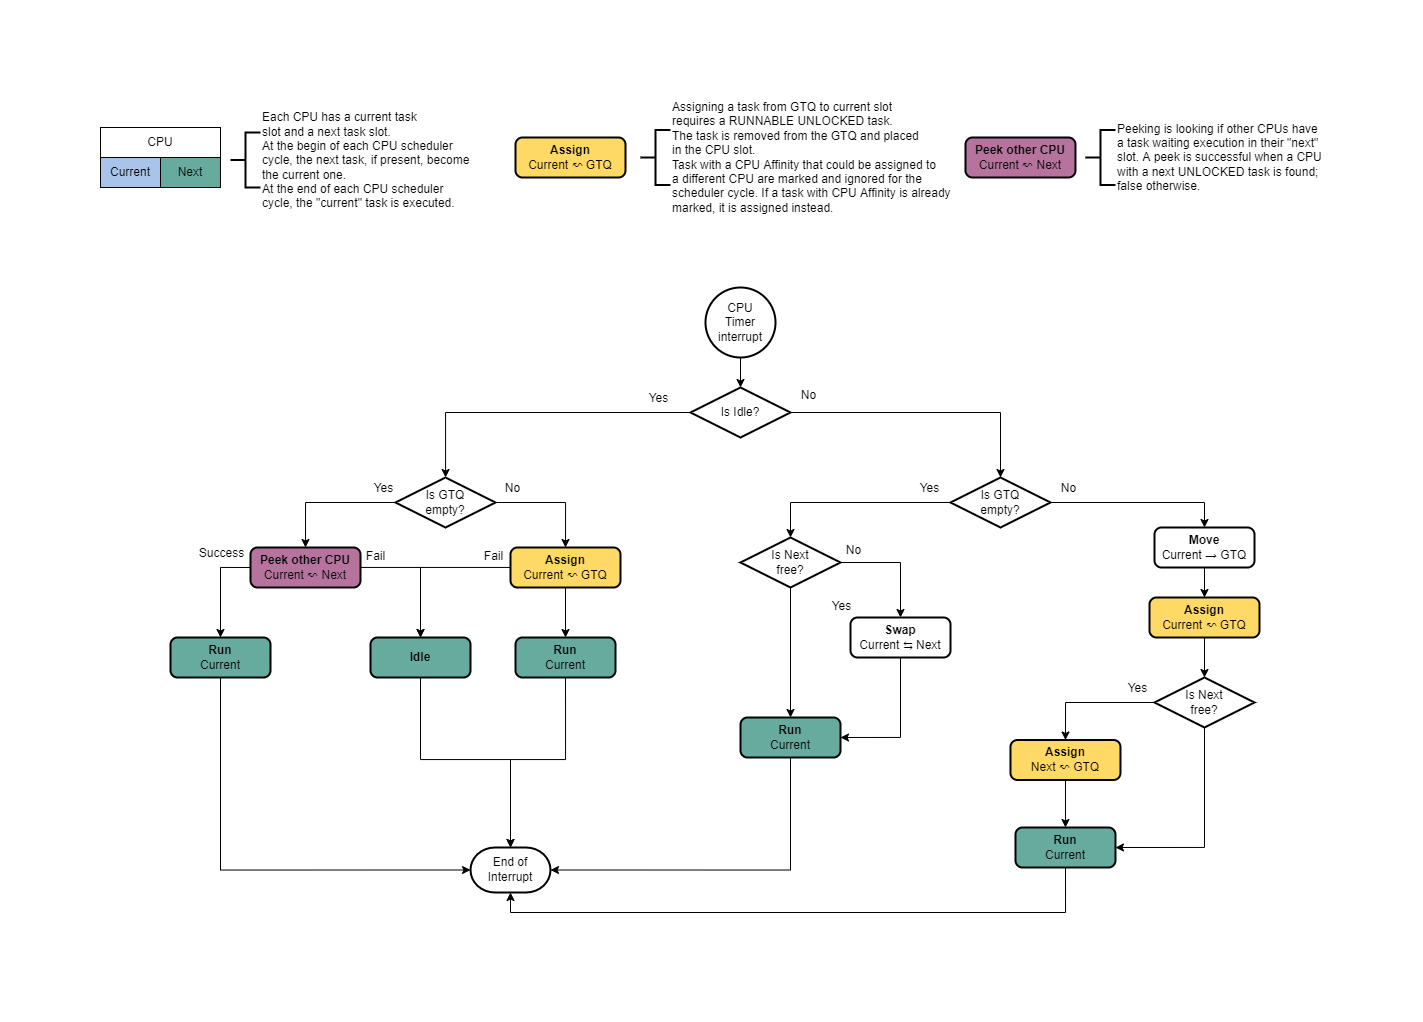 CPU
Current
Next
Each CPU has a current task
slot and a next task slot.
At the begin of each CPU scheduler
cycle, the next task, if present, become
the current one.
At the end of each CPU scheduler
cycle, the "current" task is executed.
Assign
Current ↜ GTQ
Assigning a task from GTQ to current slot
requires a RUNNABLE UNLOCKED task.
The task is removed from the GTQ and placed
in the CPU slot.
Task with a CPU Affinity that could be assigned to
a different CPU are marked and ignored for the
scheduler cycle. If a task with CPU Affinity is already
marked, it is assigned instead.
Peek other CPU
Current ↜ Next
Peeking is looking if other CPUs have
a task waiting execution in their "next"
slot. A peek is successful when a CPU
with a next UNLOCKED task is found;
false otherwise.
CPU
Timer
interrupt
Is Idle?
Yes
No
Is GTQ
empty?
Yes
No
Is GTQ
empty?
Yes
No
Success
Peek other CPU
Current ↜ Next
Fail
Fail
Assign
Current ↜ GTQ
Is Next
free?
No
Move
Current → GTQ
Yes
Swap
Current ⇆ Next
Assign
Current ↜ GTQ
Run
Current
Idle
Run
Current
Yes
Is Next
free?
Run
Current
Assign
Next ↜ GTQ
Run
Current
End of
Interrupt